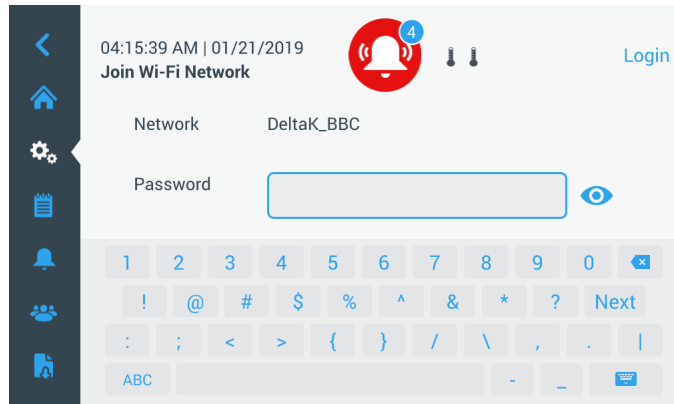 04:15:39 AM | 01/21/2019
4
Login
Join Wi-Fi Network
Network DeltaK_BBC
Password
1 2 3 4 5 6 7 8 9 0
! @ # $ % ^ & * ? Next
: ; < > { } / \ , . |
ABC - _